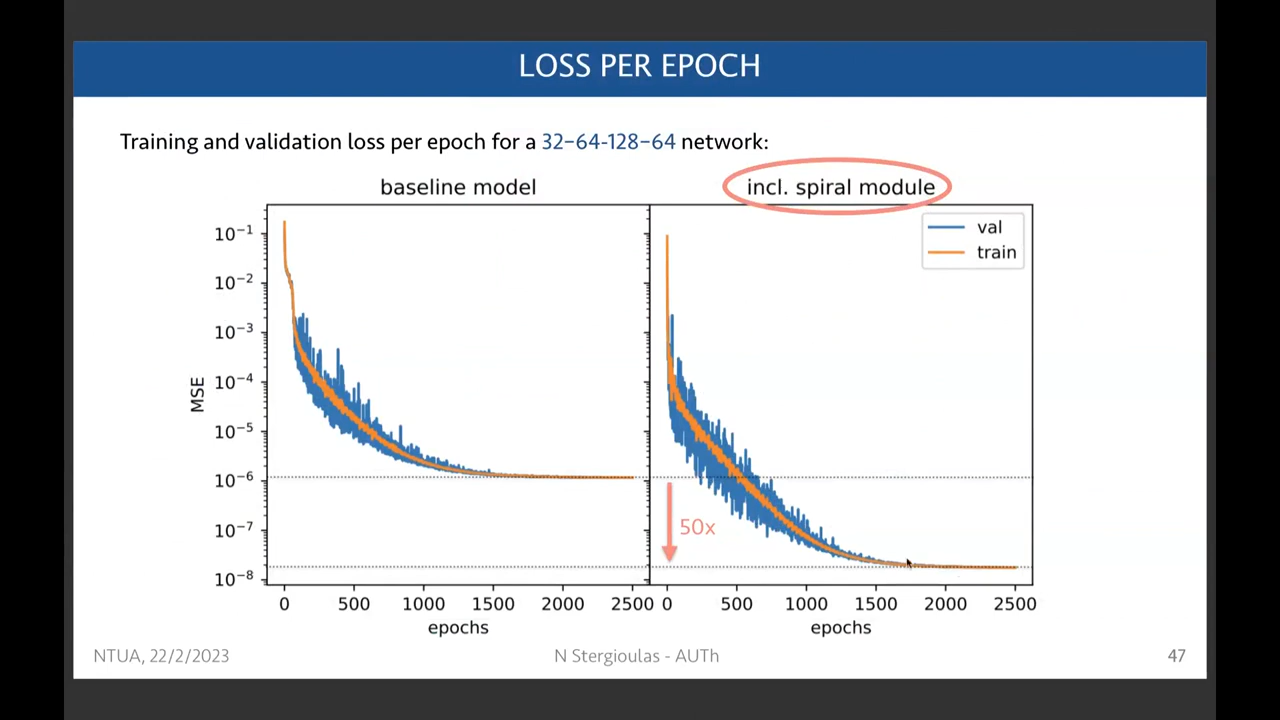 LOSS PER EPOCH
Training and validation loss per epoch for a 32−64-128−64 network:
baseline model
incl. spiral module
val
train
MSE
10⁻¹
10⁻²
10⁻³
10⁻⁴
10⁻⁵
10⁻⁶
10⁻⁷
10⁻⁸
50x
0 500 1000 1500 2000 2500 0 500 1000 1500 2000 2500
epochs epochs
NTUA, 22/2/2023 N Stergioulas - AUTh 47